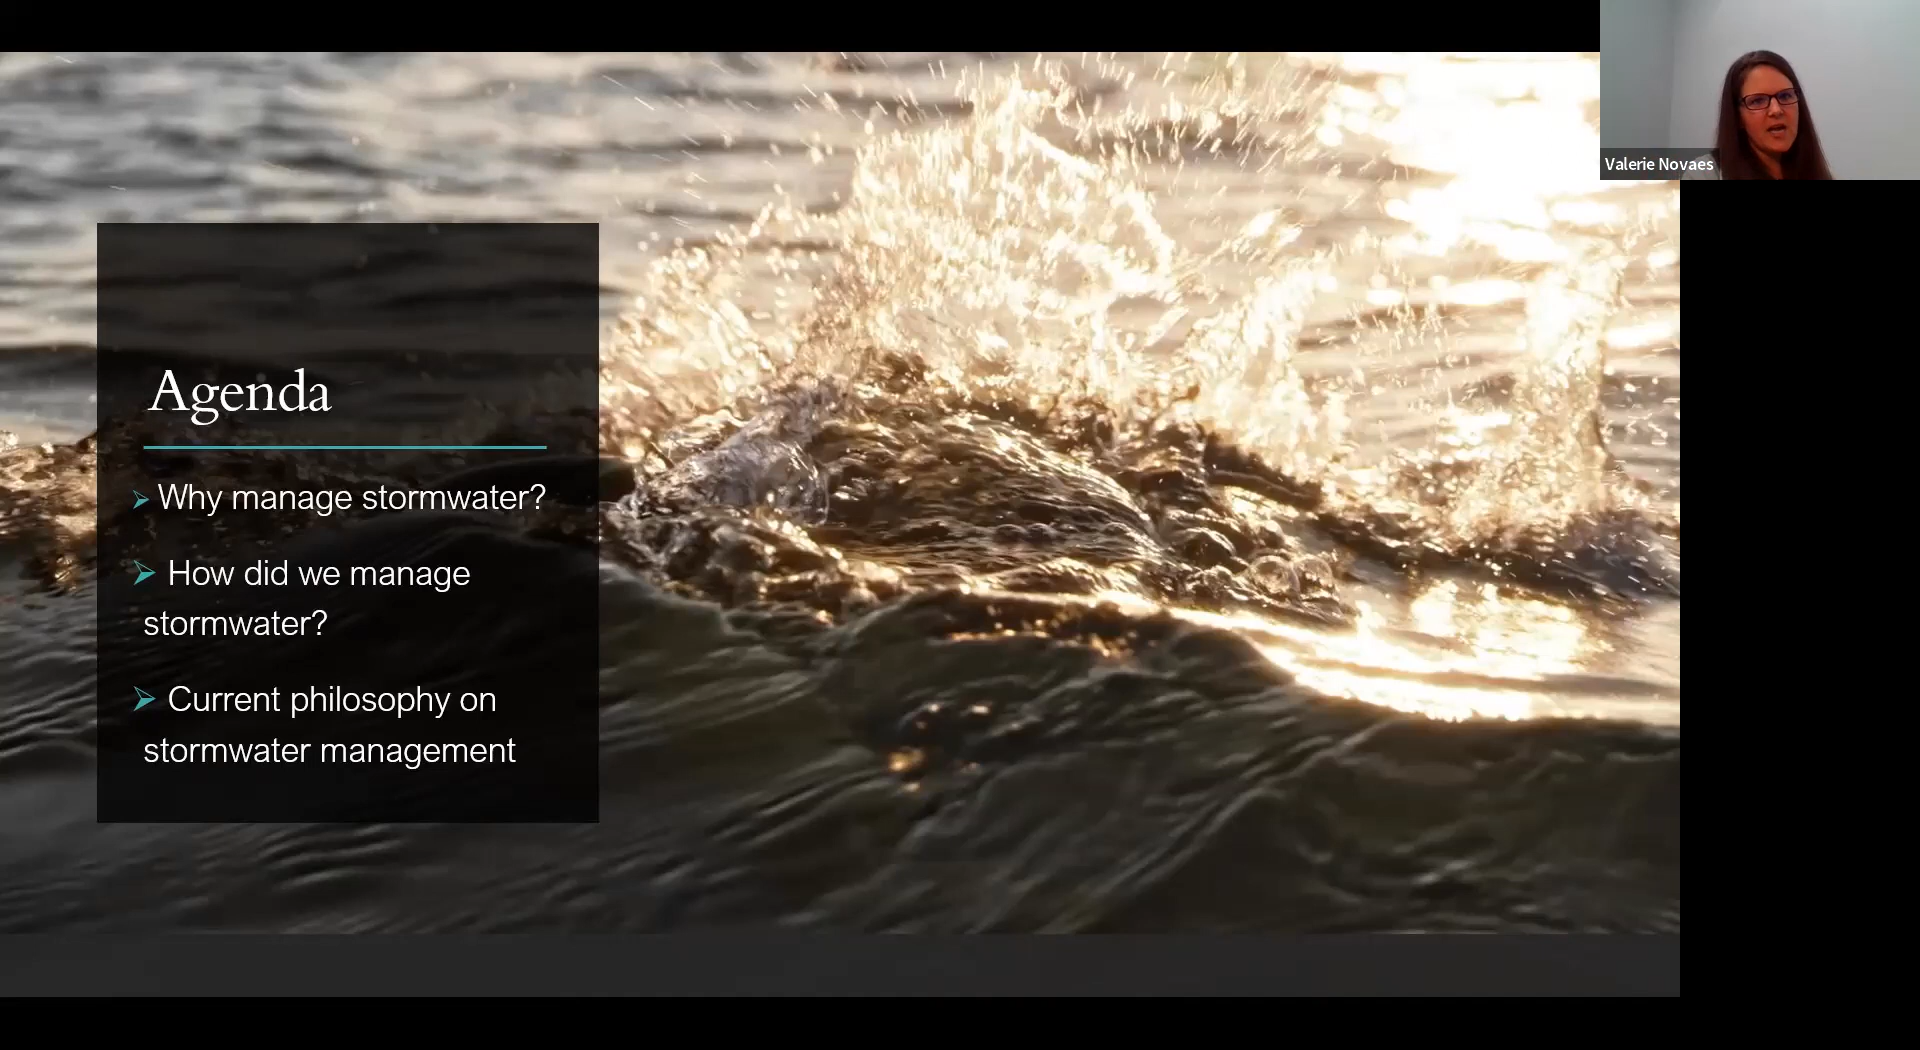 Valerie Novaes
Agenda
Why manage stormwater?
How did we manage
stormwater?
Current philosophy on
stormwater management